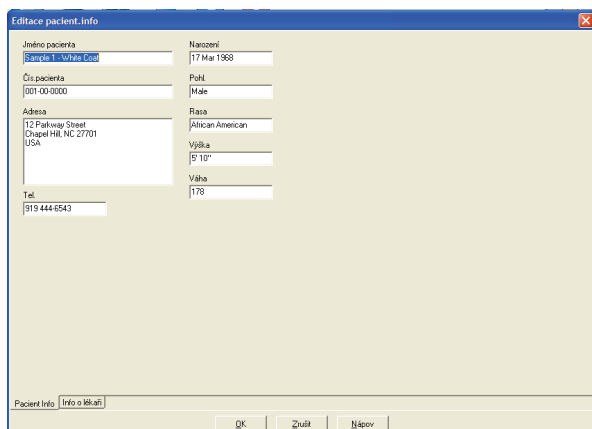 Editace pacient.info
Jméno pacienta
Sample 1 - White Coat
Čís.pacienta
001-00-0000
Adresa
12 Parkway Street
Chapel Hill, NC 27701
USA
Tel.
919 444-6543
Narození
17 Mar 1968
Pohl.
Male
Rasa
African American
Výška
5' 10"
Váha
178
Pacient Info
Info o lékaři
OK
Zrušit
Nápov